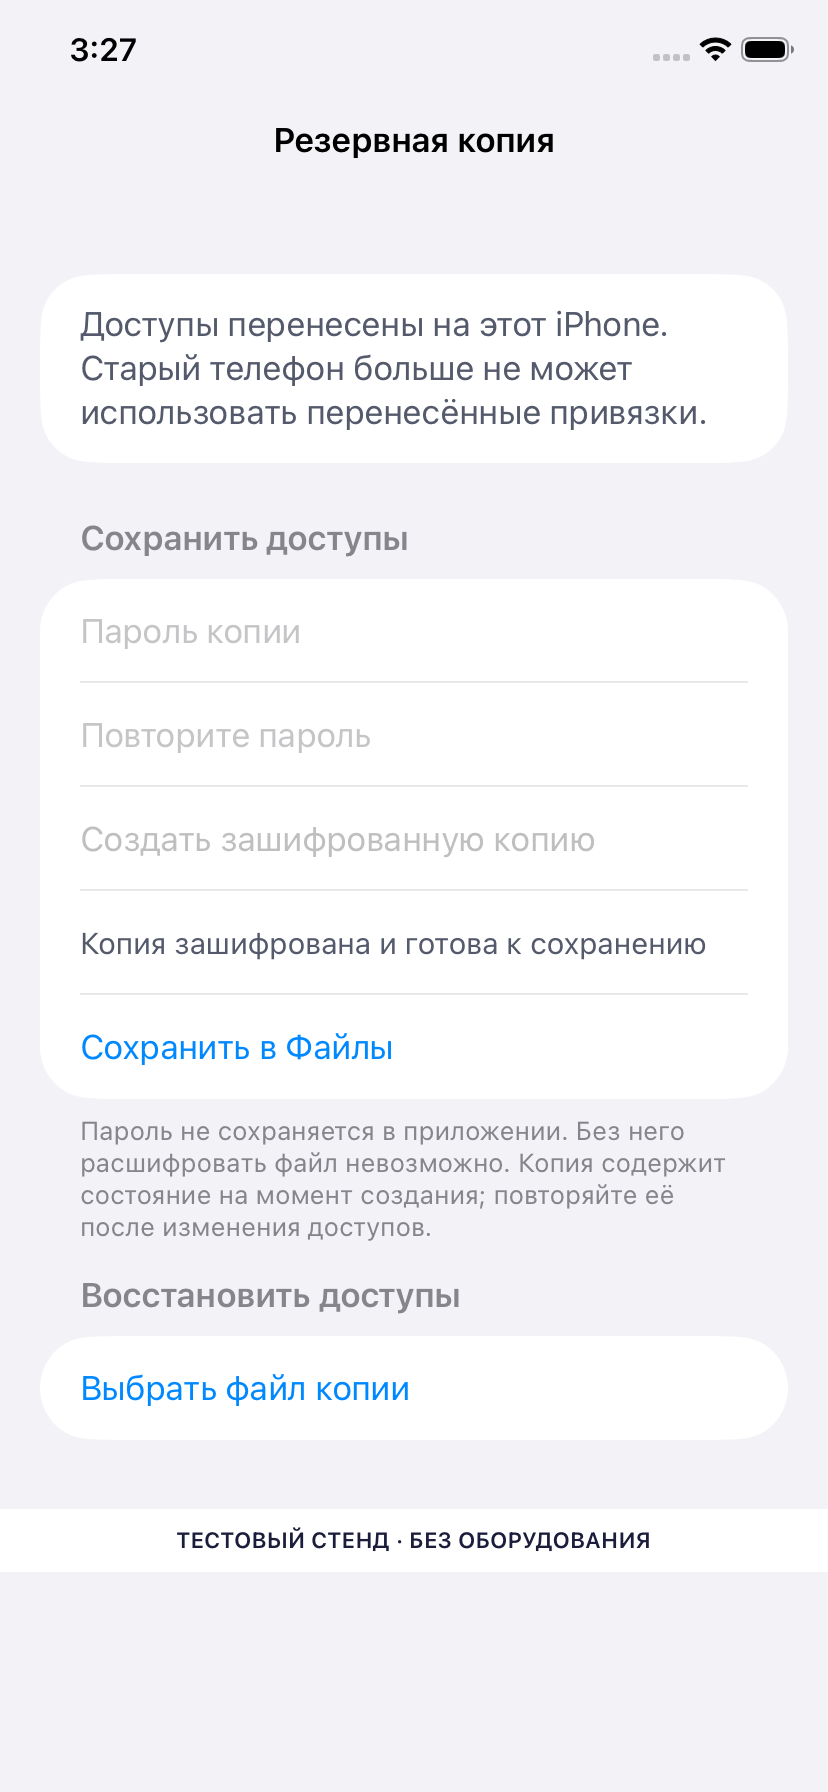 3:27
Резервная копия
Доступы перенесены на этот iPhone.
Старый телефон больше не может
использовать перенесённые привязки.
Сохранить доступы
Пароль копии
Повторите пароль
Создать зашифрованную копию
Копия зашифрована и готова к сохранению
Сохранить в Файлы
Пароль не сохраняется в приложении. Без него
расшифровать файл невозможно. Копия содержит
состояние на момент создания; повторяйте её
после изменения доступов.
Восстановить доступы
Выбрать файл копии
ТЕСТОВЫЙ СТЕНД · БЕЗ ОБОРУДОВАНИЯ